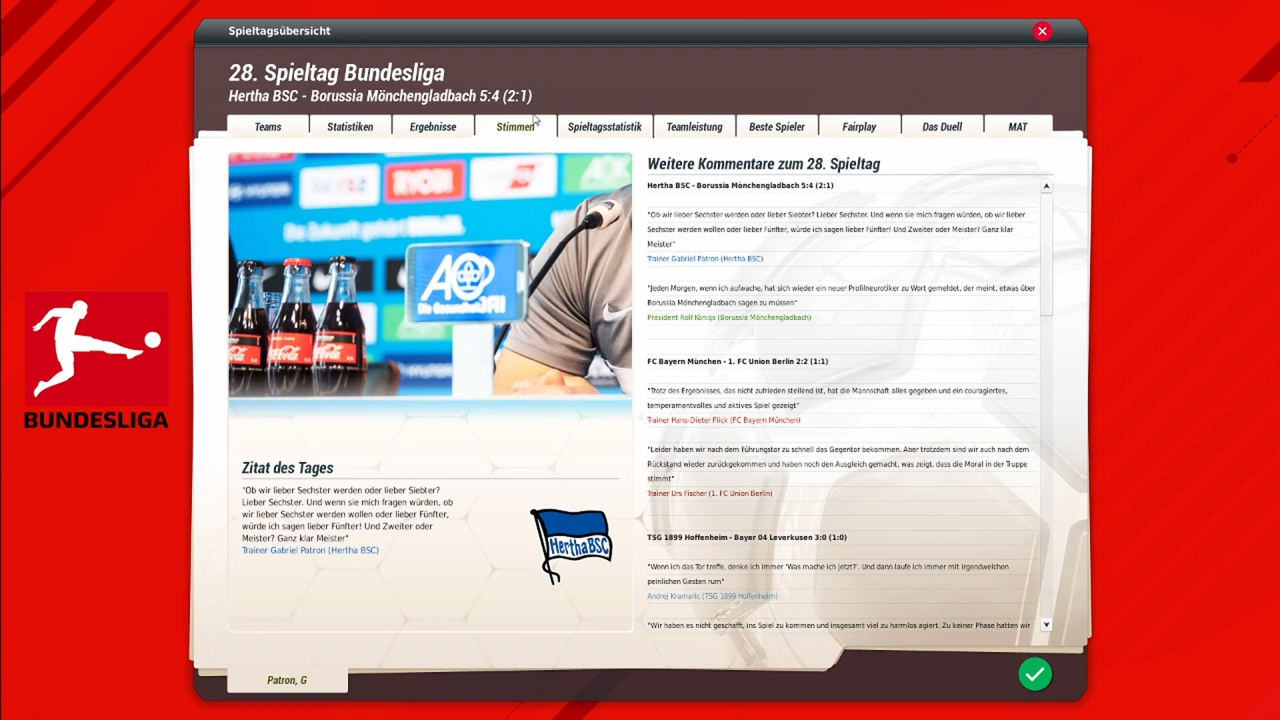 Spieltagsübersicht
28. Spieltag Bundesliga
Hertha BSC - Borussia Mönchengladbach 5:4 (2:1)
Teams
Statistiken
Ergebnisse
Stimmen
Spieltagsstatistik
Teamleistung
Beste Spieler
Fairplay
Das Duell
MAT
RYOBI
AOK
Die Zukunft gehört
Coca-Cola
Coca-Cola
Coca-Cola
BUNDESLIGA
Zitat des Tages
"Ob wir lieber Sechster werden oder lieber Siebter?
Lieber Sechster. Und wenn sie mich fragen würden, ob
wir lieber Sechster werden wollen oder lieber Fünfter,
würde ich sagen lieber Fünfter! Und Zweiter oder
Meister? Ganz klar Meister"
Trainer Gabriel Patron (Hertha BSC)
Hertha BSC
Weitere Kommentare zum 28. Spieltag
Hertha BSC - Borussia Mönchengladbach 5:4 (2:1)
"Ob wir lieber Sechster werden oder lieber Siebter? Lieber Sechster. Und wenn sie mich fragen würden, ob wir lieber
Sechster werden wollen oder lieber Fünfter, würde ich sagen lieber Fünfter! Und Zweiter oder Meister? Ganz klar
Meister"
Trainer Gabriel Patron (Hertha BSC)
"Jeden Morgen, wenn ich aufwache, hat sich wieder ein neuer Profilneurotiker zu Wort gemeldet, der meint, etwas über
Borussia Mönchengladbach sagen zu müssen"
Präsident Rolf Königs (Borussia Mönchengladbach)
FC Bayern München - 1. FC Union Berlin 2:2 (1:1)
"Trotz des Ergebnisses, das nicht zufrieden stellend ist, hat die Mannschaft alles gegeben und ein couragiertes,
temperamentvolles und aktives Spiel gezeigt"
Trainer Hans-Dieter Flick (FC Bayern München)
"Leider haben wir nach dem Führungstor zu schnell das Gegentor bekommen. Aber trotzdem sind wir auch nach dem
Rückstand wieder zurückgekommen und haben noch den Ausgleich gemacht, was zeigt, dass die Moral in der Truppe
stimmt"
Trainer Urs Fischer (1. FC Union Berlin)
TSG 1899 Hoffenheim - Bayer 04 Leverkusen 3:0 (1:0)
"Wenn ich das Tor treffe, denke ich immer 'Was mache ich jetzt?'. Und dann laufe ich immer mit irgendwelchen
peinlichen Gesten rum"
Andrej Kramaric (TSG 1899 Hoffenheim)
"Wir haben es nicht geschafft, ins Spiel zu kommen und insgesamt viel zu harmlos agiert. Zu keiner Phase hatten wir
Patron, G